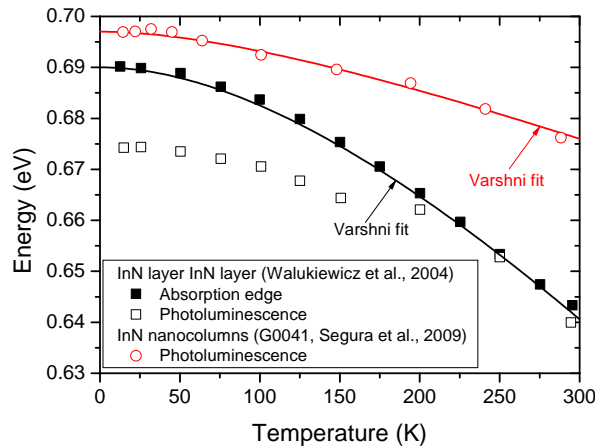 0.70
0.69
0.68
0.67
0.66
0.65
0.64
0.63
Energy (eV)
Varshni fit
Varshni fit
InN layer InN layer (Walukiewicz et al., 2004)
Absorption edge
Photoluminescence
InN nanocolumns (G0041, Segura et al., 2009)
Photoluminescence
0 50 100 150 200 250 300
Temperature (K)